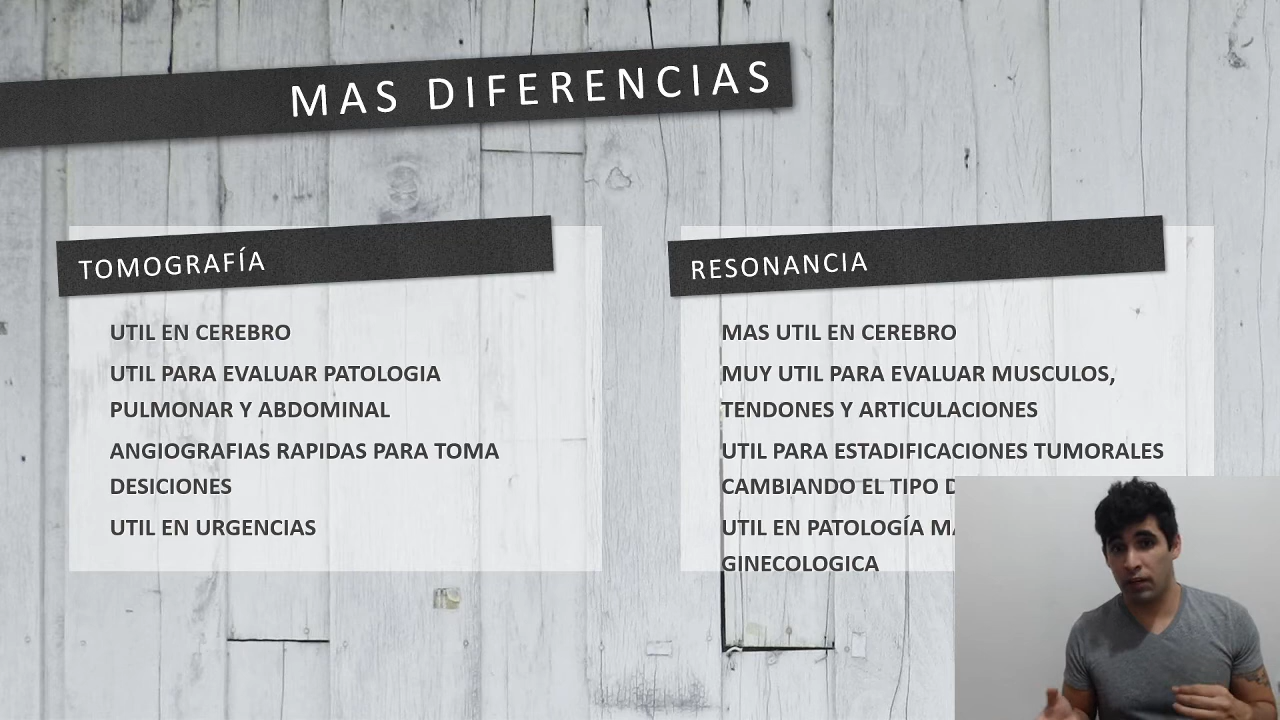 MAS DIFERENCIAS
TOMOGRAFÍA
UTIL EN CEREBRO
UTIL PARA EVALUAR PATOLOGIA
PULMONAR Y ABDOMINAL
ANGIOGRAFIAS RAPIDAS PARA TOMA
DESICIONES
UTIL EN URGENCIAS
RESONANCIA
MAS UTIL EN CEREBRO
MUY UTIL PARA EVALUAR MUSCULOS,
TENDONES Y ARTICULACIONES
UTIL PARA ESTADIFICACIONES TUMORALES
CAMBIANDO EL TIPO
UTIL EN PATOLOGÍA
GINECOLOGICA